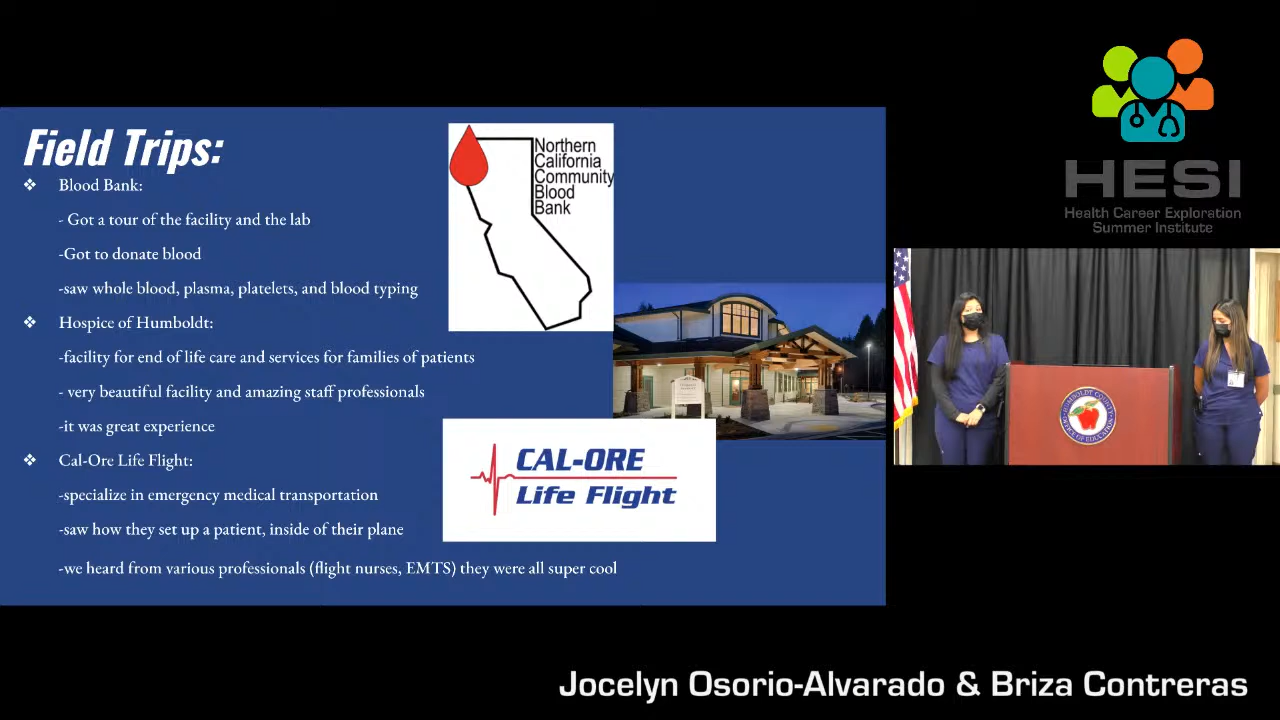 Field Trips:
❖ Blood Bank:
- Got a tour of the facility and the lab
-Got to donate blood
-saw whole blood, plasma, platelets, and blood typing
❖ Hospice of Humboldt:
-facility for end of life care and services for families of patients
- very beautiful facility and amazing staff professionals
-it was great experience
❖ Cal-Ore Life Flight:
-specialize in emergency medical transportation
-saw how they set up a patient, inside of their plane
-we heard from various professionals (flight nurses, EMTS) they were all super cool
Northern
California
Community
Blood
Bank
CAL-ORE
Life Flight
HESI
Health Career Exploration
Summer Institute
HUMBOLDT COUNTY
OFFICE OF EDUCATION
Jocelyn Osorio-Alvarado & Briza Contreras